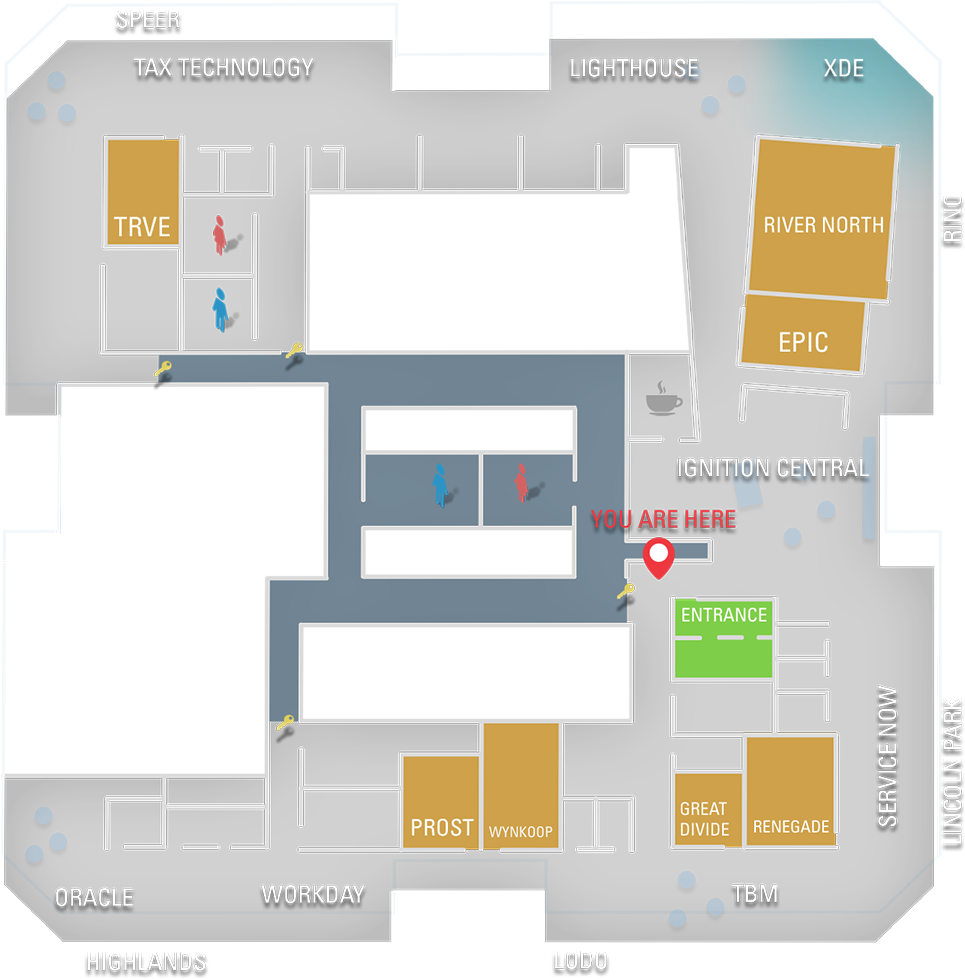 SPEER
TAX TECHNOLOGY
LIGHTHOUSE
XDE
TRVE
RIVER NORTH
RINO
EPIC
IGNITION CENTRAL
YOU ARE HERE
ENTRANCE
SERVICE NOW
LINCOLN PARK
PROST
WYNKOOP
GREAT
DIVIDE
RENEGADE
ORACLE
WORKDAY
TBM
HIGHLANDS
LODO